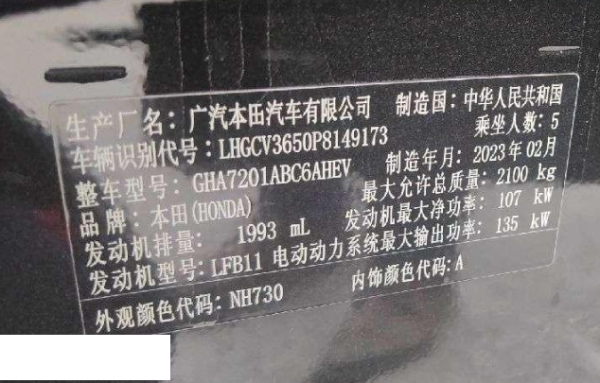 生产厂名：广汽本田汽车有限公司 制造国：中华人民共和国
车辆识别代号：LHGCV3650P8149173 乘坐人数：5
整车型号：GHA7201ABC6AHEV 制造年月：2023年02月
品牌：本田(HONDA) 最大允许总质量：2100 kg
发动机排量： 1993 mL 发动机最大净功率：107 kW
发动机型号：LFB11 电动动力系统最大输出功率：135 kW
外观颜色代码：NH730 内饰颜色代码：A